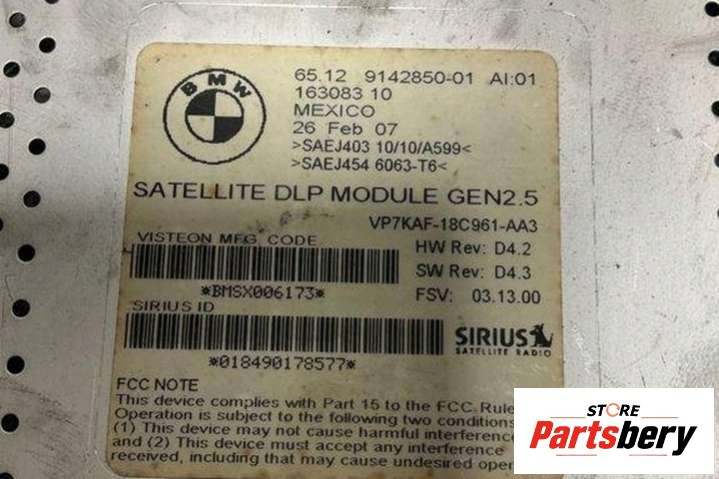 BMW
65.12 9142850-01 AI:01
163083 10
MEXICO
26 Feb 07
>SAEJ403 10/10/A599<
>SAEJ454 6063-T6<
SATELLITE DLP MODULE GEN2.5
VP7KAF-18C961-AA3
VISTEON MFG CODE
HW Rev: D4.2
SW Rev: D4.3
*BMSX006173*
FSV: 03.13.00
SIRIUS ID
SIRIUS
SATELLITE RADIO
*018490178577*
FCC NOTE
This device complies with Part 15 to the FCC Rule
Operation is subject to the following two conditions
(1) This device may not cause harmful interference
and (2) This device must accept any interference
received, including that may cause undesired oper
STORE
Partsbery